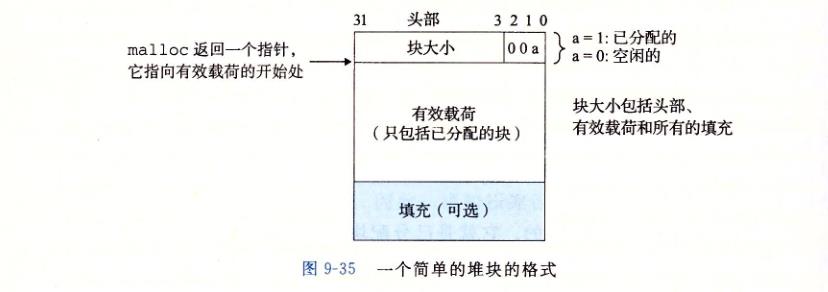 31 头部 3 2 1 0
malloc 返回一个指针，
它指向有效载荷的开始处
块大小
0 0 a
a = 1: 已分配的
a = 0: 空闲的
有效载荷
（只包括已分配的块）
块大小包括头部、
有效载荷和所有的填充
填充（可选）
图 9-35 一个简单的堆块的格式